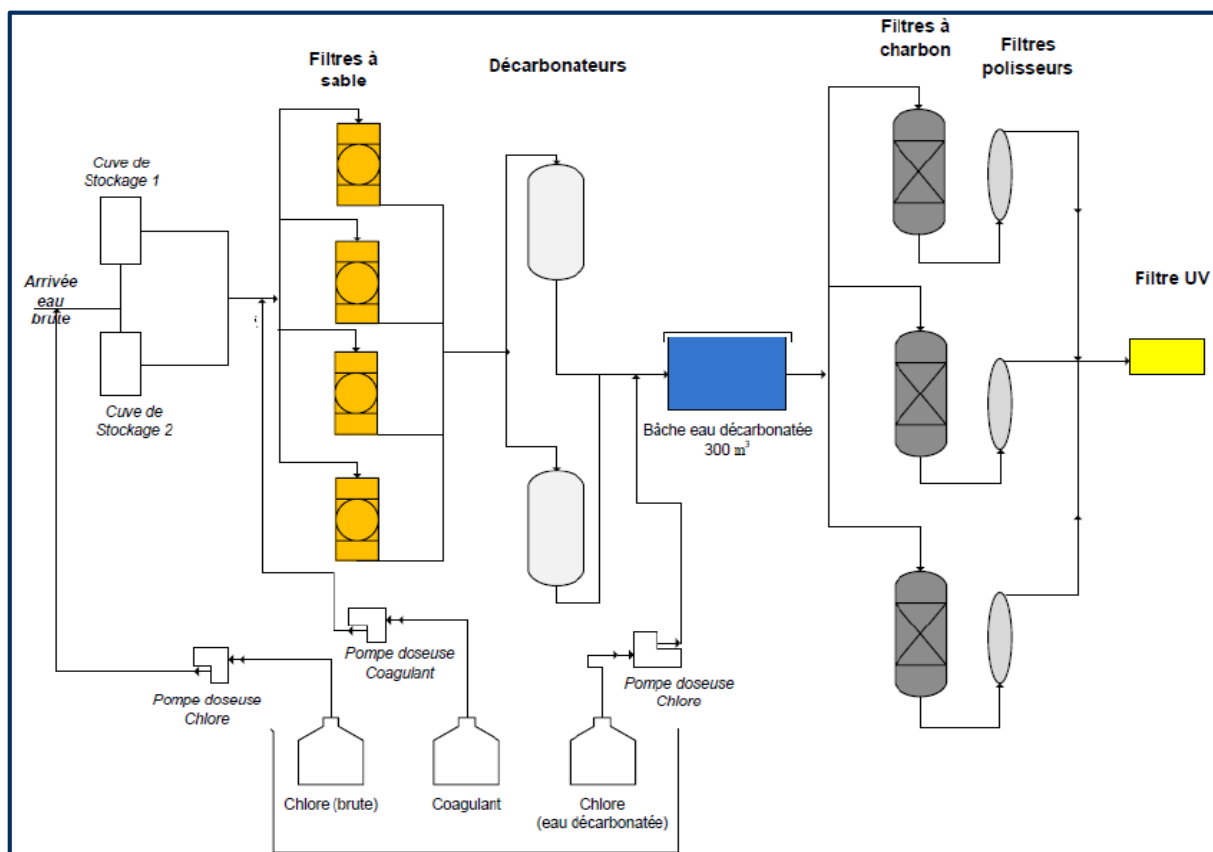 Filtres à
sable
Décarbonateurs
Filtres à
charbon
Filtres
polisseurs
Cuve de
Stockage 1
Arrivée
eau
brute
Cuve de
Stockage 2
Filtre UV
Bâche eau décarbonatée
300 m³
Pompe doseuse
Coagulant
Pompe doseuse
Chlore
Pompe doseuse
Chlore
Chlore (brute)
Coagulant
Chlore
(eau décarbonatée)